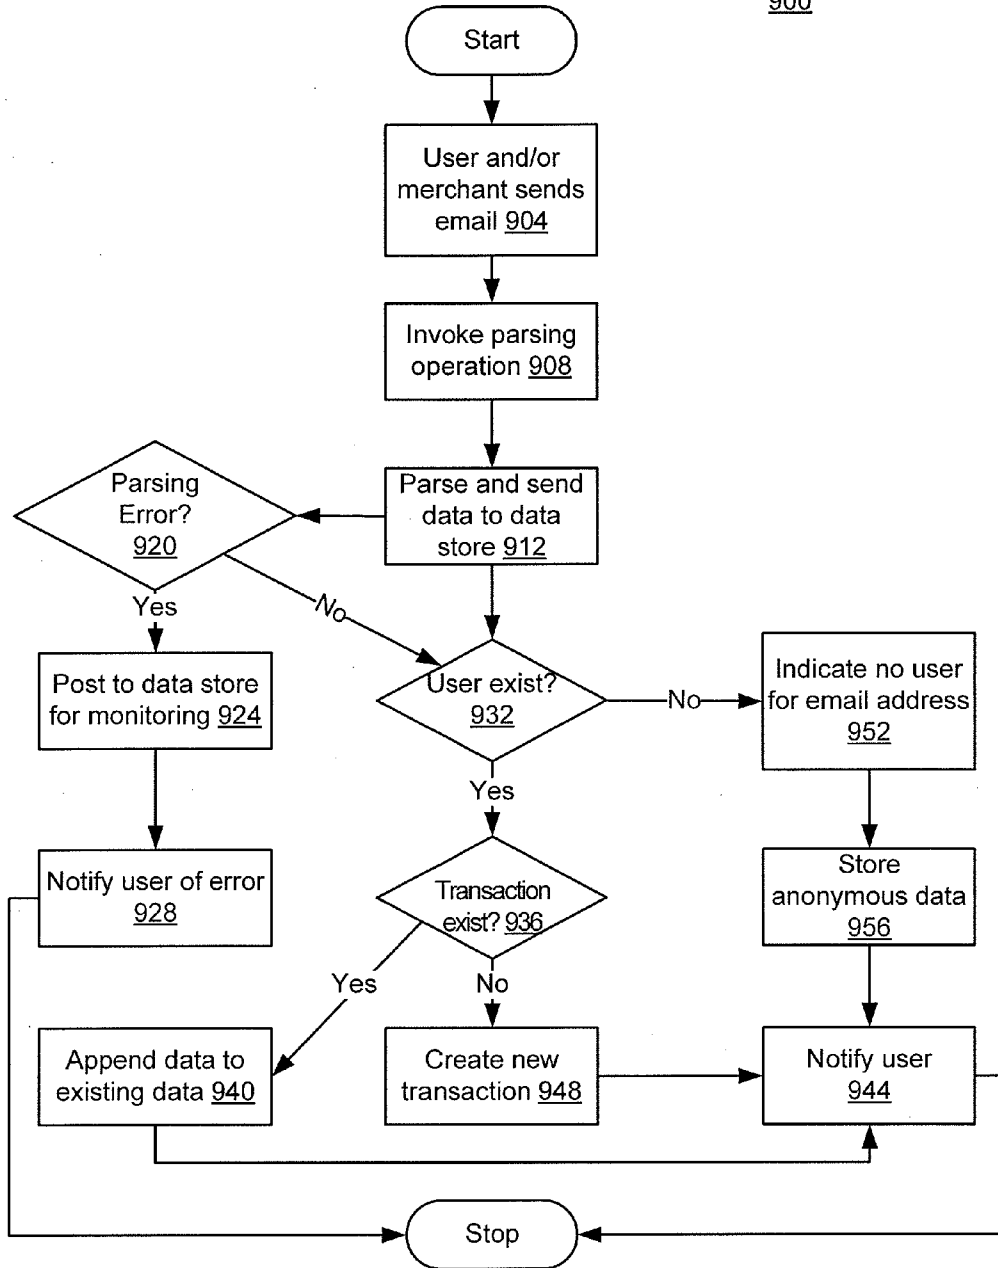 900
Start
User and/or
merchant sends
email 904
Invoke parsing
operation 908
Parsing
Error?
920
Parse and send
data to data
store 912
Yes
No
Post to data store
for monitoring 924
User exist?
932
No
Indicate no user
for email address
952
Yes
Notify user of error
928
Transaction
exist? 936
Store
anonymous data
956
Yes
No
Append data to
existing data 940
Create new
transaction 948
Notify user
944
Stop